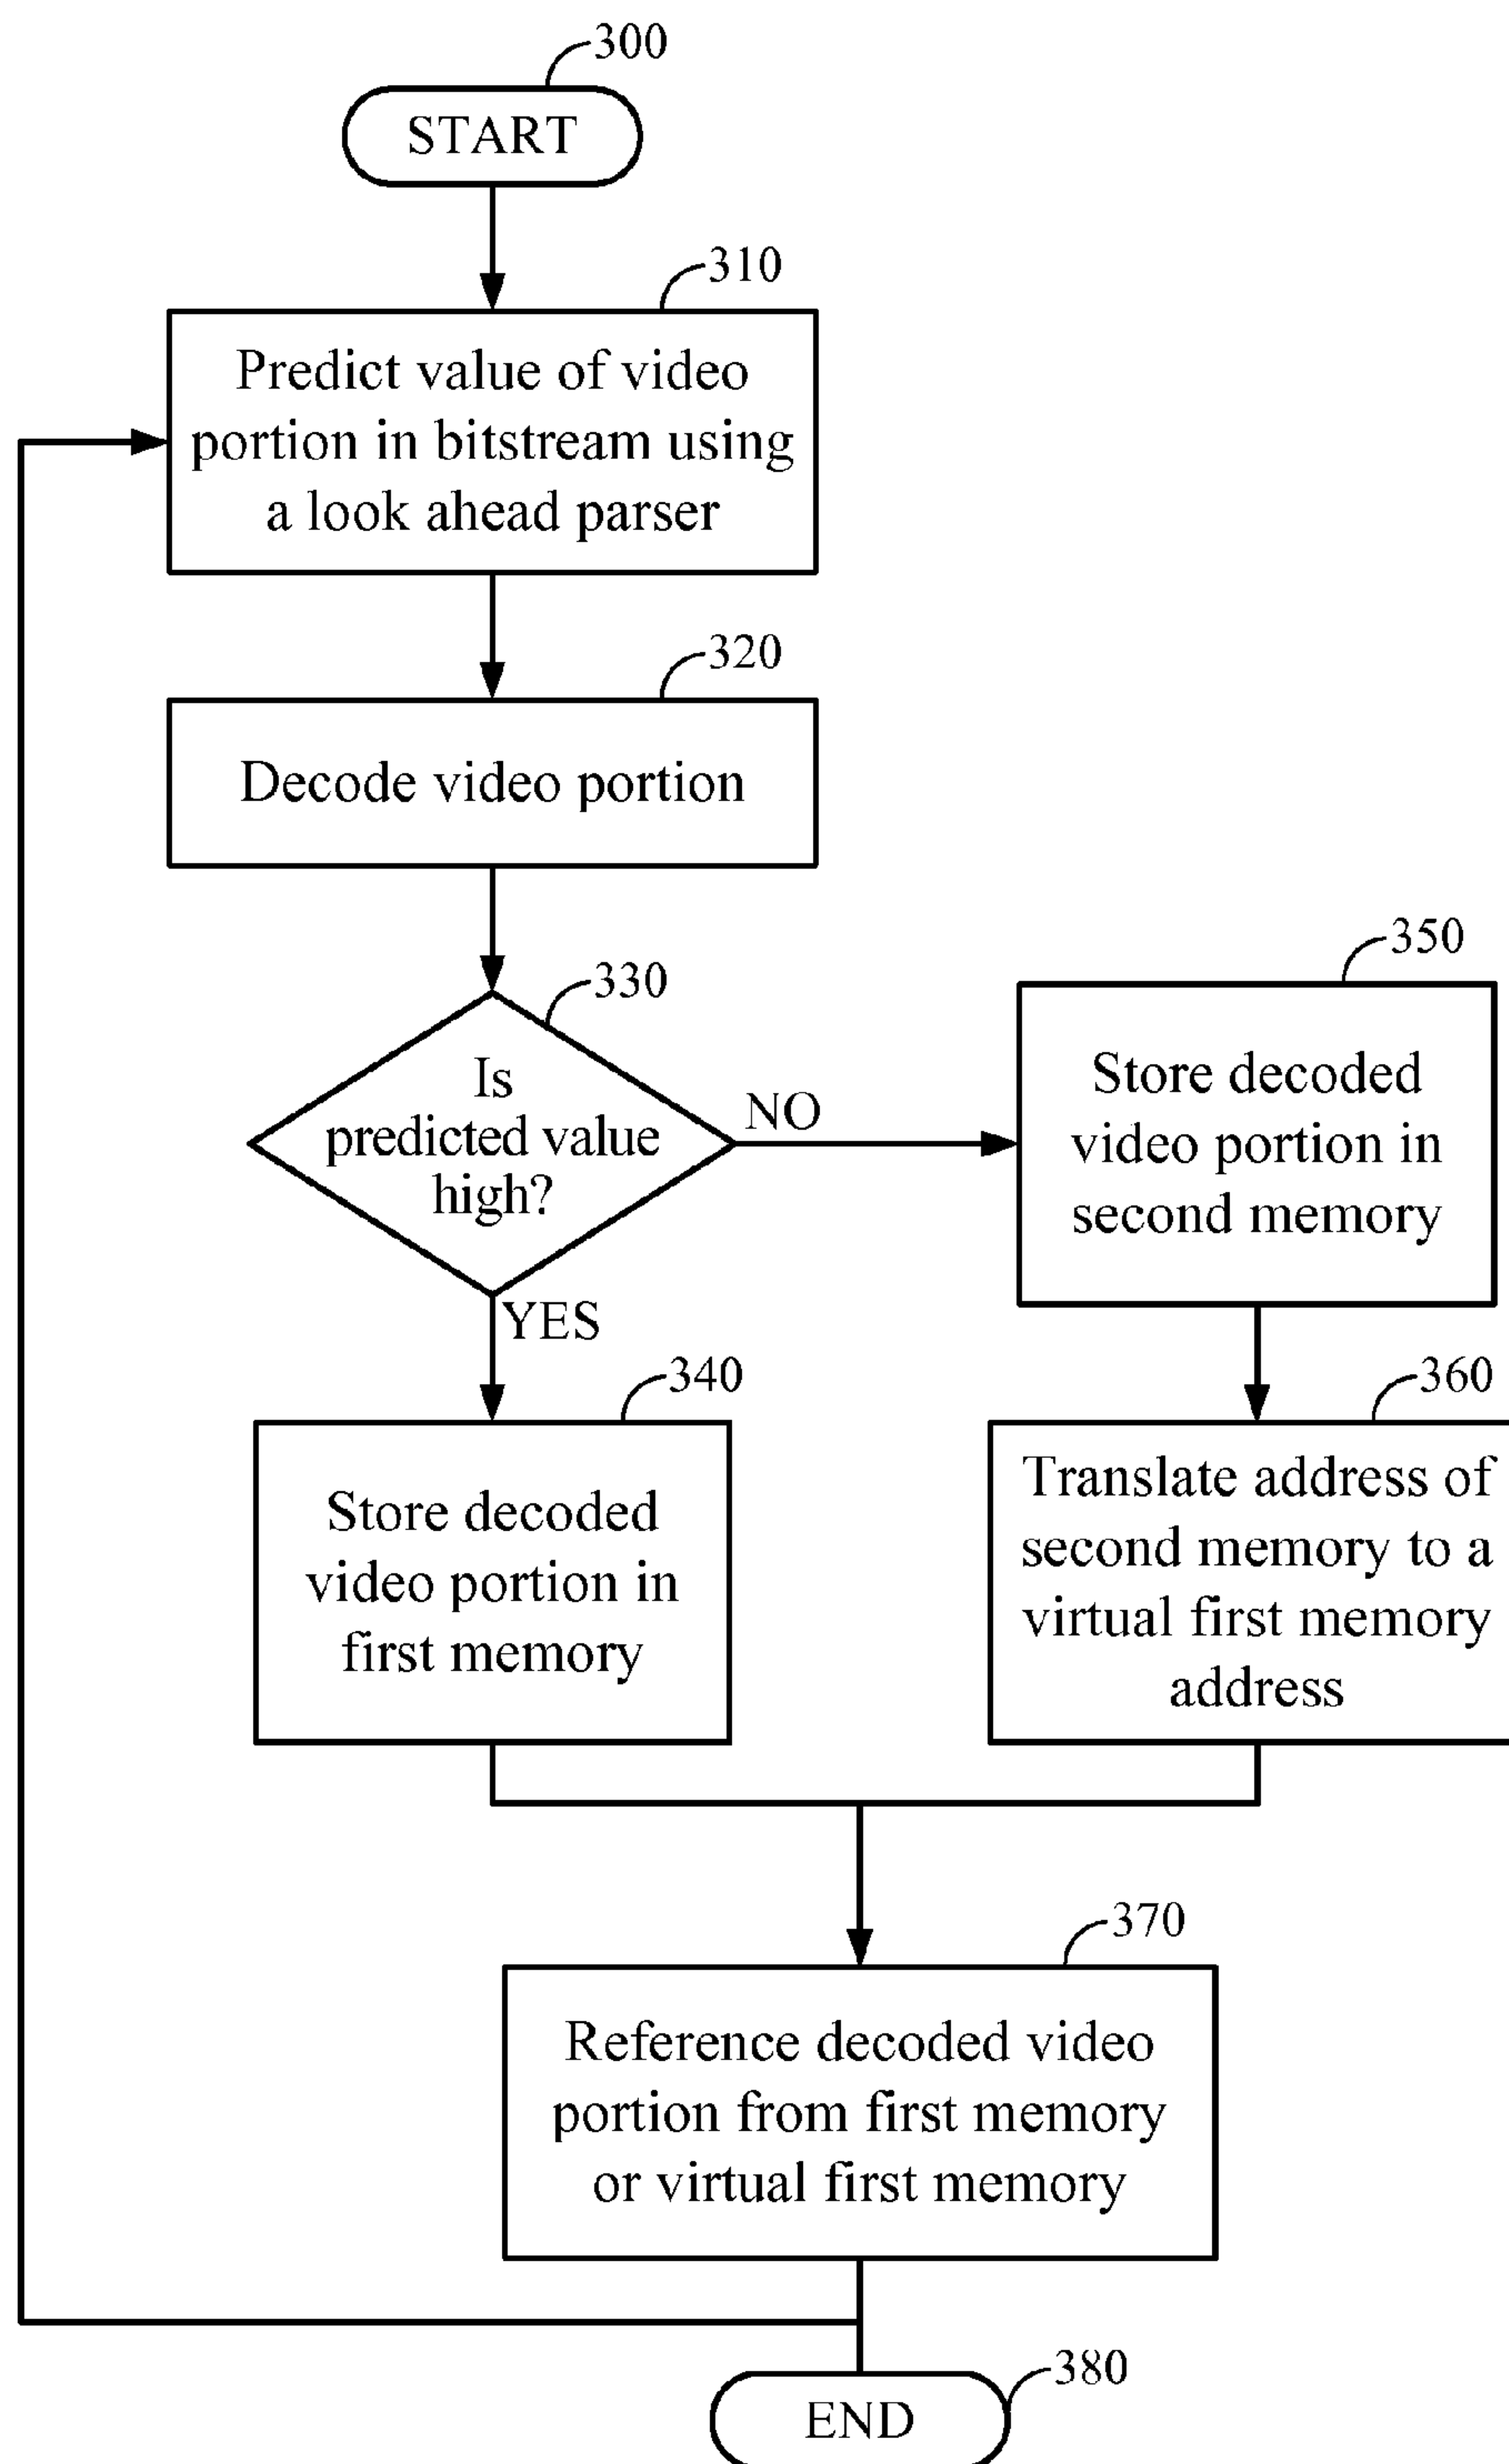 300
START
310
Predict value of video
portion in bitstream using
a look ahead parser
320
Decode video portion
330
Is
predicted value
high?
NO
YES
350
Store decoded
video portion in
second memory
340
Store decoded
video portion in
first memory
360
Translate address of
second memory to a
virtual first memory
address
370
Reference decoded video
portion from first memory
or virtual first memory
380
END